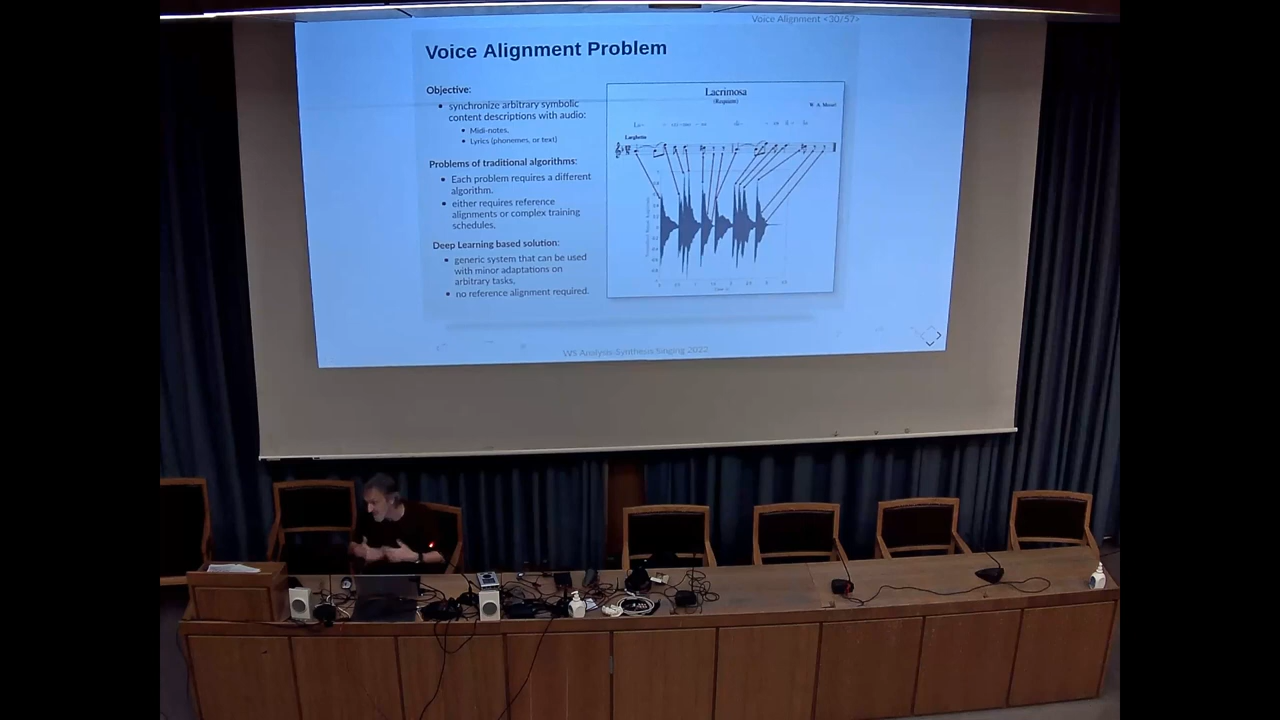 Voice Alignment <30/57>
Voice Alignment Problem
Objective:
synchronize arbitrary symbolic
content descriptions with audio:
Midi-notes,
Lyrics (phonemes, or text)
Problems of traditional algorithms:
Each problem requires a different
algorithm.
either requires reference
alignments or complex training
schedules.
Deep Learning based solution:
generic system that can be used
with minor adaptations on
arbitrary tasks,
no reference alignment required.
Lacrimosa
(Requiem)
W. A. Mozart
Larghetto
WS Analysis-Synthesis Singing 2022